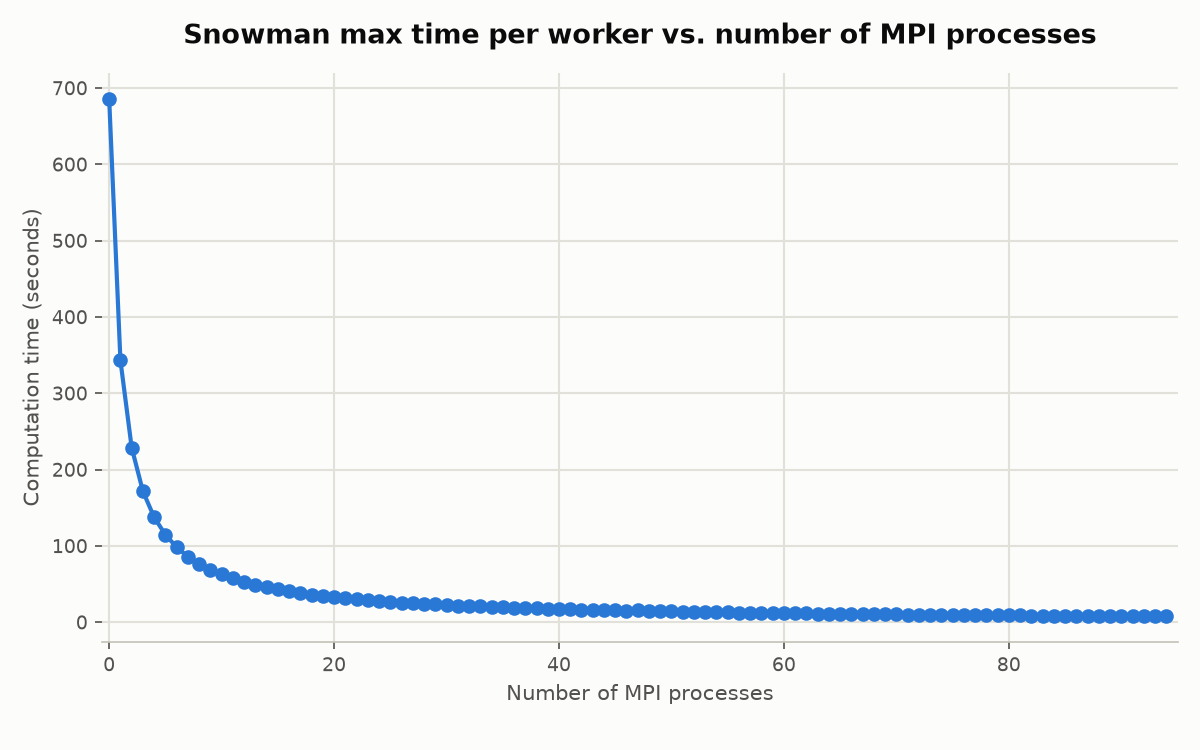 Snowman max time per worker vs. number of MPI processes
Computation time (seconds)
700
600
500
400
300
200
100
0
0 20 40 60 80
Number of MPI processes